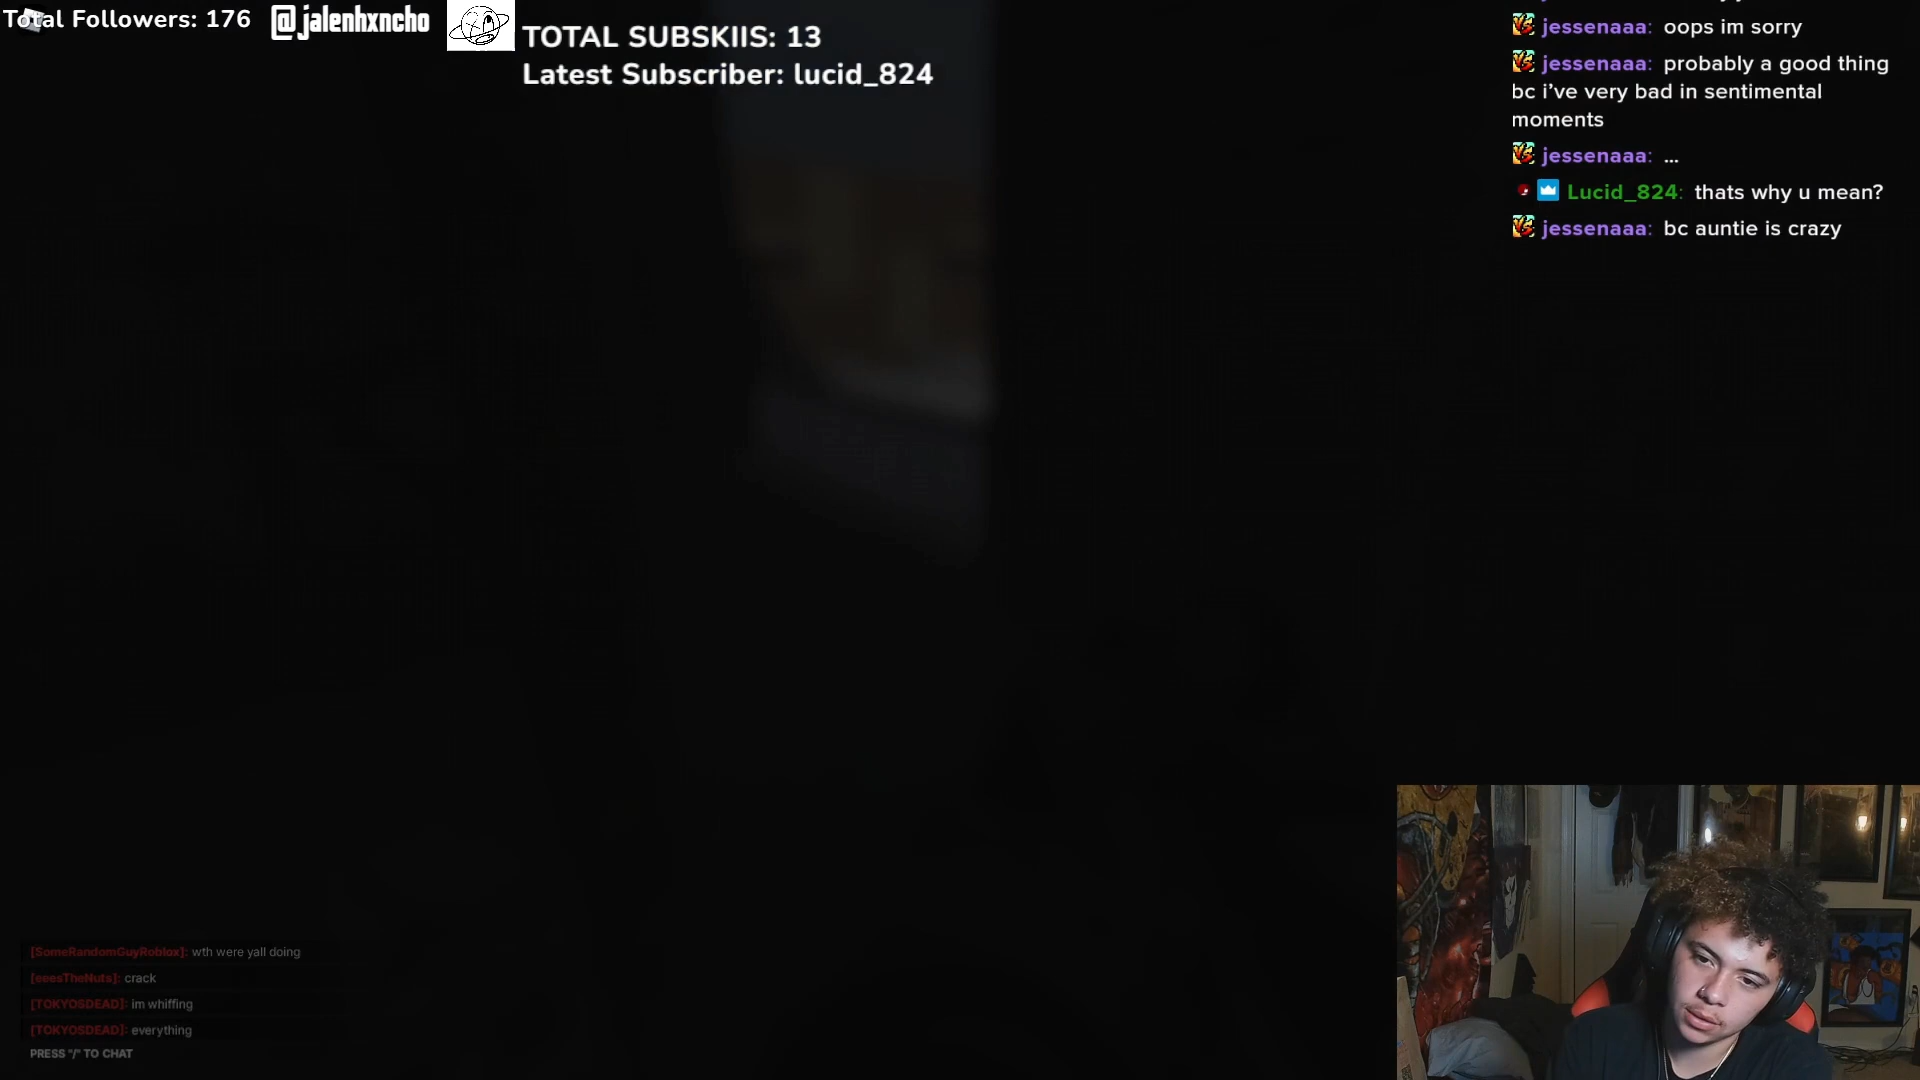 Total Followers: 176
@jalenhxncho
TOTAL SUBSKIIS: 13
Latest Subscriber: lucid_824
jessenaaa: oops im sorry
jessenaaa: probably a good thing
bc i've very bad in sentimental
moments
jessenaaa: ...
Lucid_824: thats why u mean?
jessenaaa: bc auntie is crazy
[SomeRandomGuyRoblox]: wth were yall doing
[eeesTheNuts]: crack
[TOKYOSDEAD]: im whiffing
[TOKYOSDEAD]: everything
PRESS "/" TO CHAT